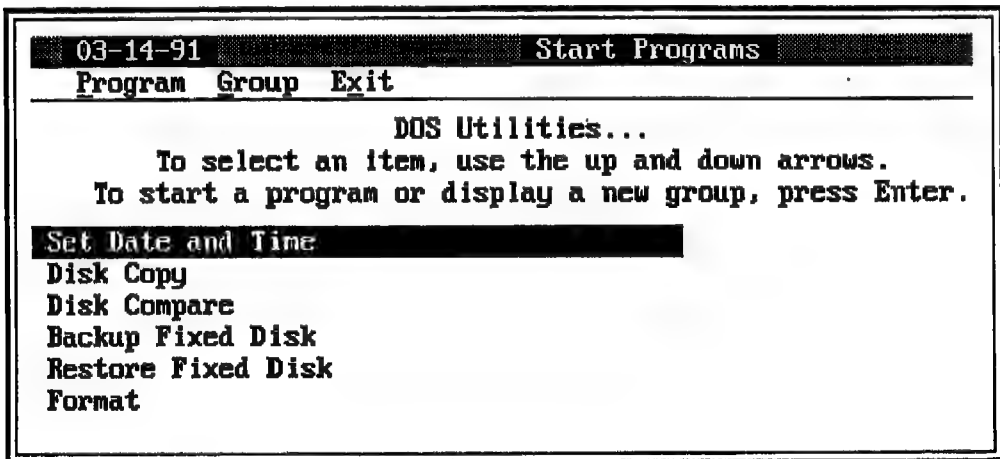 03-14-91 Start Programs
Program Group Exit
DOS Utilities...
To select an item, use the up and down arrows.
To start a program or display a new group, press Enter.
Set Date and Time
Disk Copy
Disk Compare
Backup Fixed Disk
Restore Fixed Disk
Format